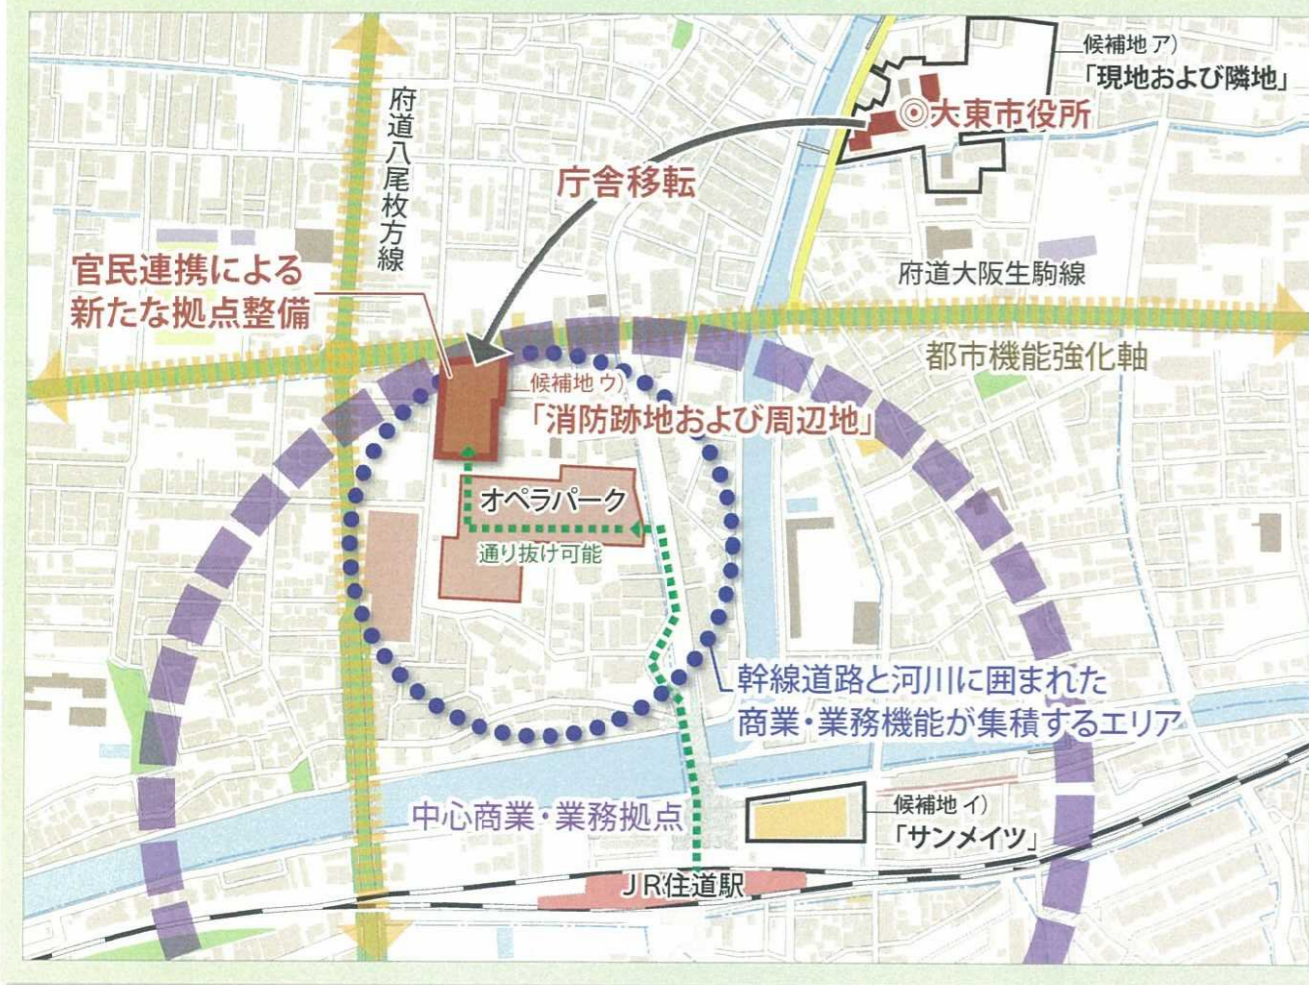 候補地 ア）
「現地および隣地」
◎大東市役所
府道八尾枚方線
庁舎移転
官民連携による
新たな拠点整備
府道大阪生駒線
都市機能強化軸
候補地 ウ）
「消防跡地および周辺地」
オペラパーク
通り抜け可能
幹線道路と河川に囲まれた
商業・業務機能が集積するエリア
中心商業・業務拠点
候補地 イ）
「サンメイツ」
ＪＲ住道駅